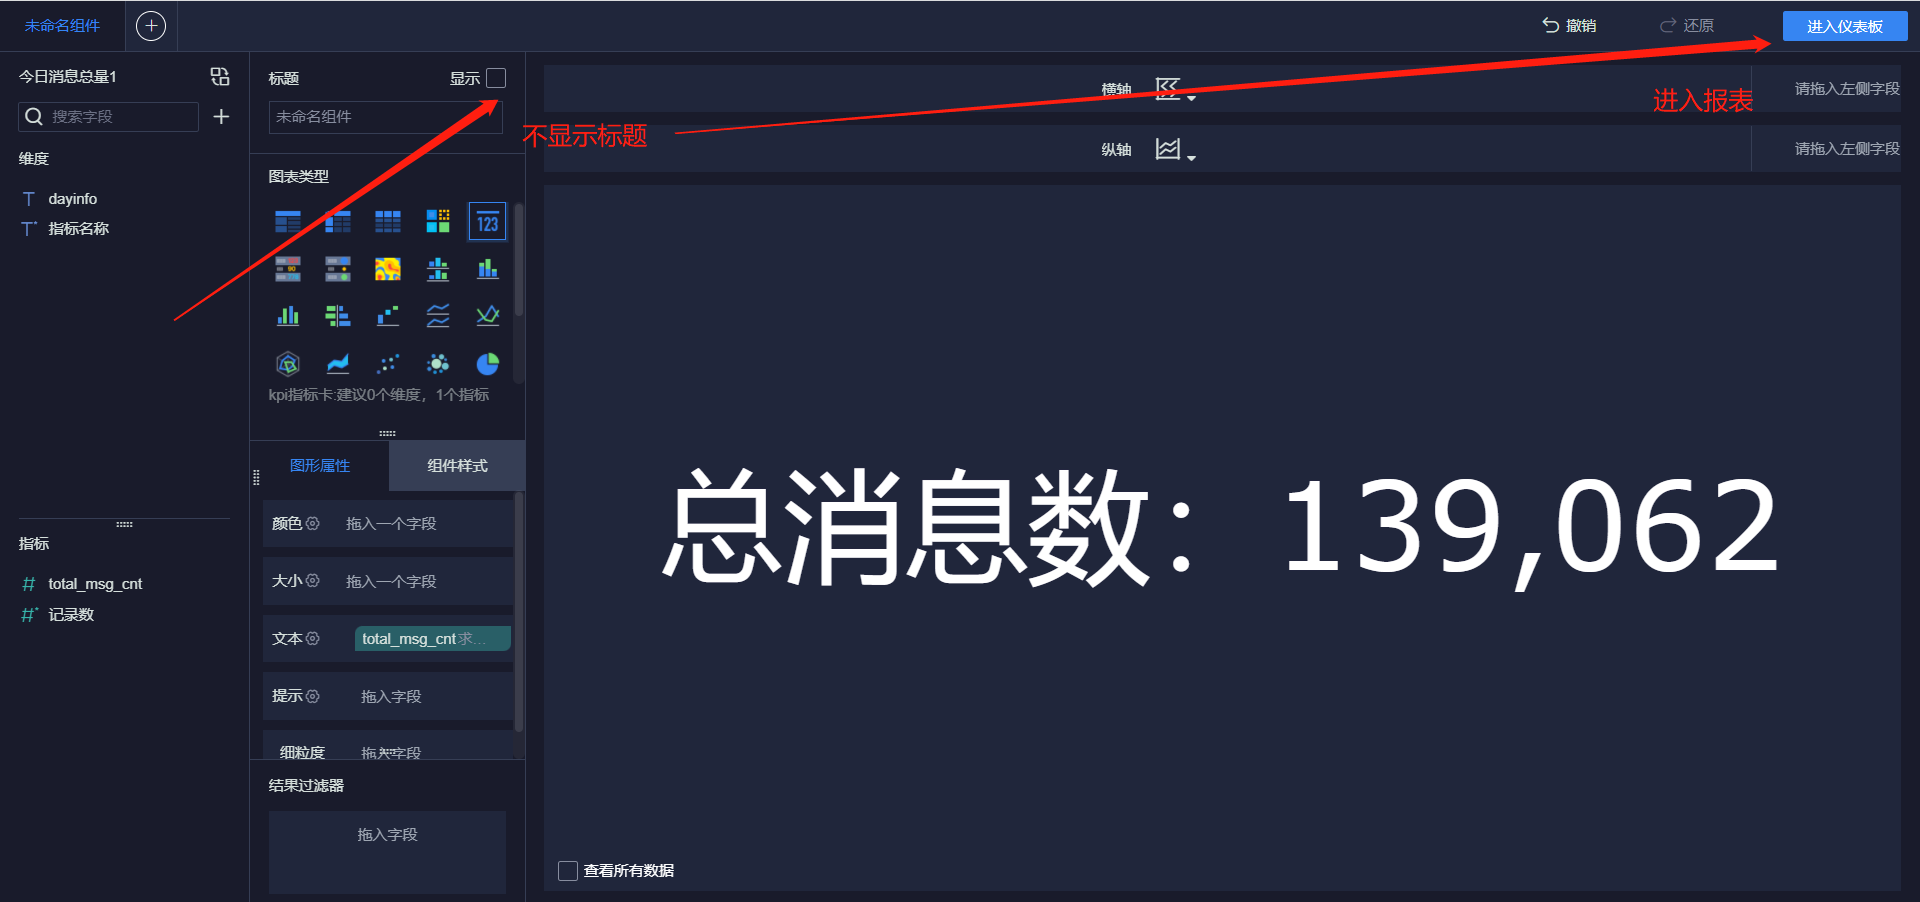 未命名组件
撤销
还原
进入仪表板
今日消息总量1
搜索字段
维度
dayinfo
指标名称
指标
total_msg_cnt
记录数
标题
显示
未命名组件
图表类型
123
90
kpi指标卡:建议0个维度，1个指标
图形属性
组件样式
颜色
拖入一个字段
大小
拖入一个字段
文本
total_msg_cnt求...
提示
拖入字段
细粒度
拖入字段
结果过滤器
拖入字段
横轴
请拖入左侧字段
进入报表
不显示标题
纵轴
请拖入左侧字段
总消息数：139,062
查看所有数据